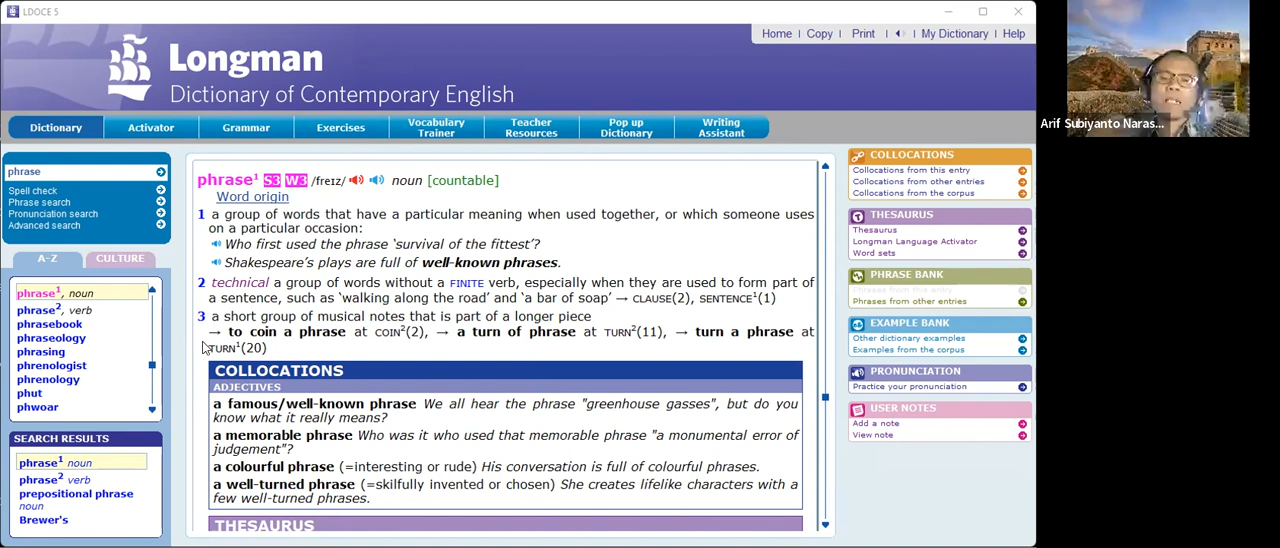 LDOCE 5
Home | Copy | Print | My Dictionary | Help
Longman
Dictionary of Contemporary English
Dictionary
Activator
Grammar
Exercises
Vocabulary
Trainer
Teacher
Resources
Pop up
Dictionary
Writing
Assistant
phrase
Spell check
Phrase search
Pronunciation search
Advanced search
A-Z
CULTURE
phrase¹, noun
phrase², verb
phrasebook
phraseology
phrasing
phrenologist
phrenology
phut
phwoar
SEARCH RESULTS
phrase¹ noun
phrase² verb
prepositional phrase
noun
Brewer's
phrase¹ S3 W3 /freɪz/ noun [countable]
Word origin
1 a group of words that have a particular meaning when used together, or which someone uses
on a particular occasion:
Who first used the phrase ‘survival of the fittest’?
Shakespeare's plays are full of well-known phrases.
2 technical a group of words without a FINITE verb, especially when they are used to form part of
a sentence, such as ‘walking along the road’ and ‘a bar of soap’ → CLAUSE(2), SENTENCE¹(1)
3 a short group of musical notes that is part of a longer piece
→ to coin a phrase at COIN²(2), → a turn of phrase at TURN²(11), → turn a phrase at
TURN¹(20)
COLLOCATIONS
ADJECTIVES
a famous/well-known phrase We all hear the phrase "greenhouse gasses", but do you
know what it really means?
a memorable phrase Who was it who used that memorable phrase "a monumental error of
judgement"?
a colourful phrase (=interesting or rude) His conversation is full of colourful phrases.
a well-turned phrase (=skilfully invented or chosen) She creates lifelike characters with a
few well-turned phrases.
THESAURUS
COLLOCATIONS
Collocations from this entry
Collocations from other entries
Collocations from the corpus
THESAURUS
Thesaurus
Longman Language Activator
Word sets
PHRASE BANK
Phrases from this entry
Phrases from other entries
EXAMPLE BANK
Other dictionary examples
Examples from the corpus
PRONUNCIATION
Practice your pronunciation
USER NOTES
Add a note
View note
Arif Subiyanto Naras...